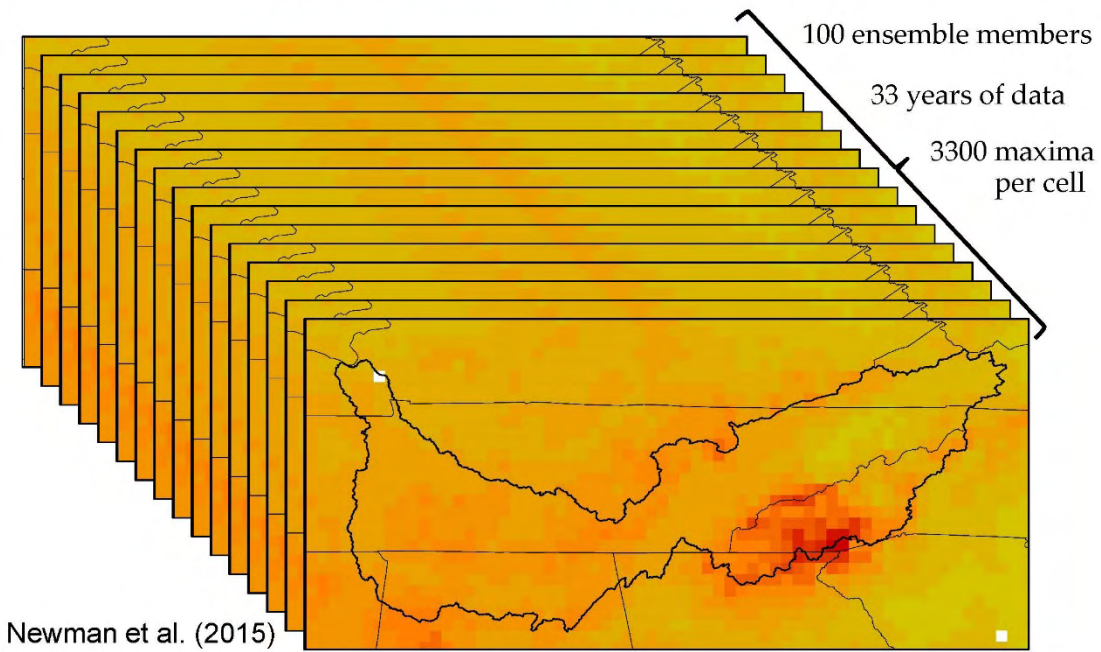 100 ensemble members
33 years of data
3300 maxima
per cell
Newman et al. (2015)